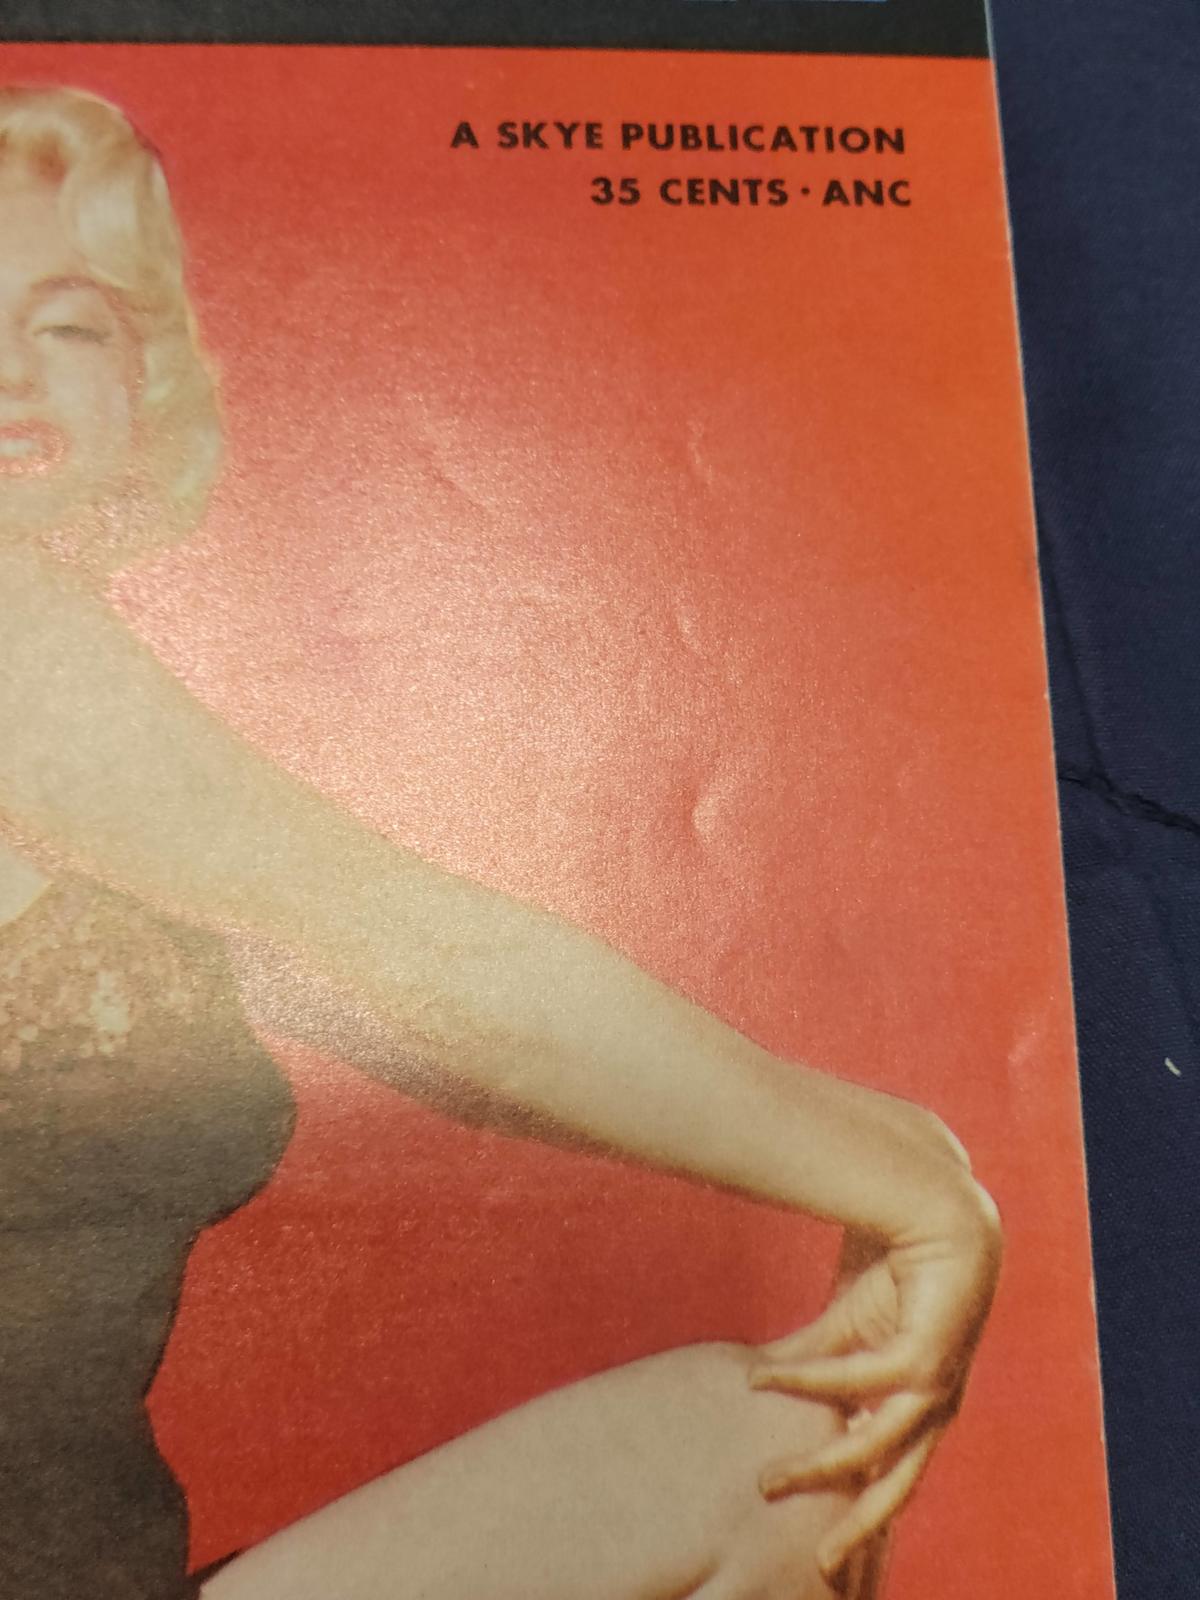 A SKYE PUBLICATION
35 CENTS · ANC